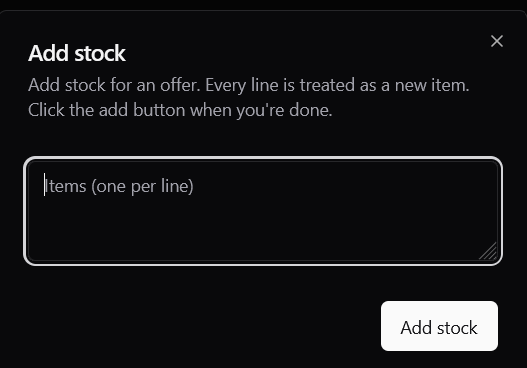 Add stock
Add stock for an offer. Every line is treated as a new item.
Click the add button when you're done.
Items (one per line)
Add stock